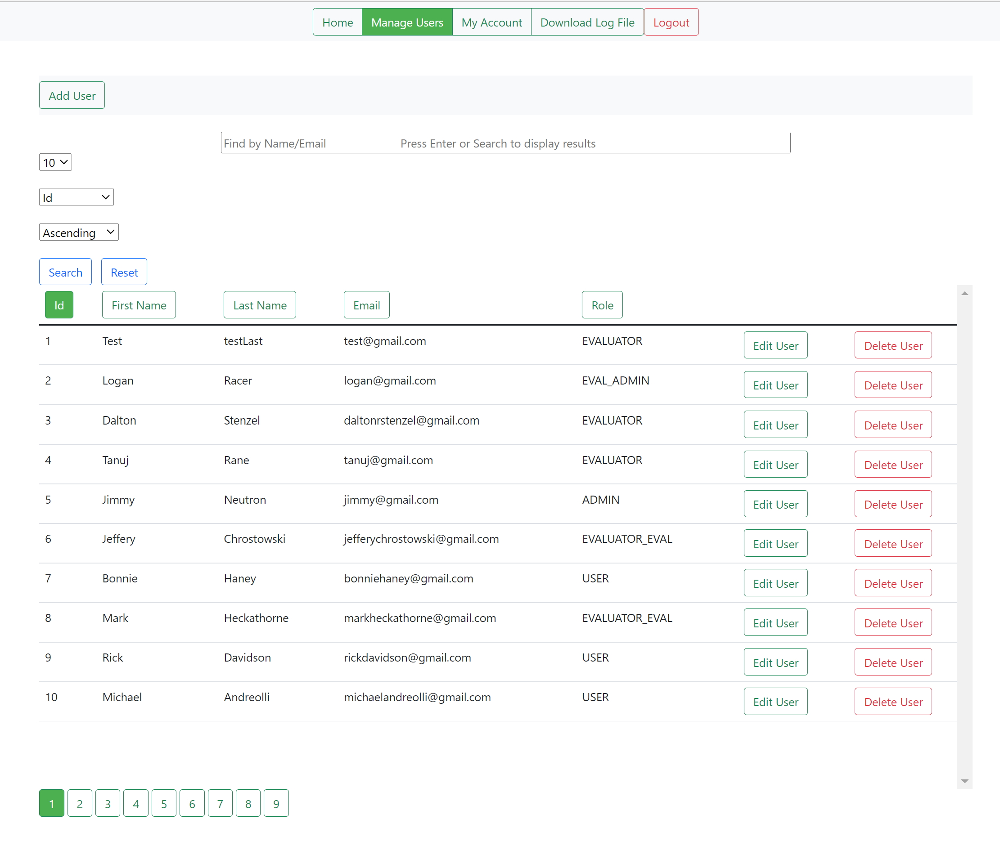 Home Manage Users My Account Download Log File Logout
Add User
Find by Name/Email Press Enter or Search to display results
10
Id
Ascending
Search Reset
Id First Name Last Name Email Role
1 Test testLast test@gmail.com EVALUATOR Edit User Delete User
2 Logan Racer logan@gmail.com EVAL_ADMIN Edit User Delete User
3 Dalton Stenzel daltonrstenzel@gmail.com EVALUATOR Edit User Delete User
4 Tanuj Rane tanuj@gmail.com EVALUATOR Edit User Delete User
5 Jimmy Neutron jimmy@gmail.com ADMIN Edit User Delete User
6 Jeffery Chrostowski jefferychrostowski@gmail.com EVALUATOR_EVAL Edit User Delete User
7 Bonnie Haney bonniehaney@gmail.com USER Edit User Delete User
8 Mark Heckathorne markheckathorne@gmail.com EVALUATOR_EVAL Edit User Delete User
9 Rick Davidson rickdavidson@gmail.com USER Edit User Delete User
10 Michael Andreolli michaelandreolli@gmail.com USER Edit User Delete User
1 2 3 4 5 6 7 8 9